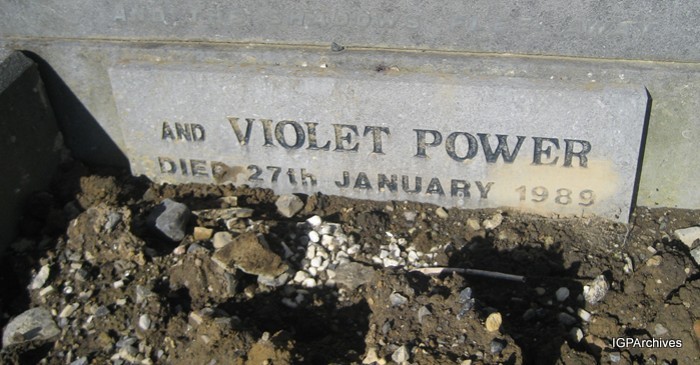 AND VIOLET POWER
DIED 27th JANUARY 1989
IGPArchives